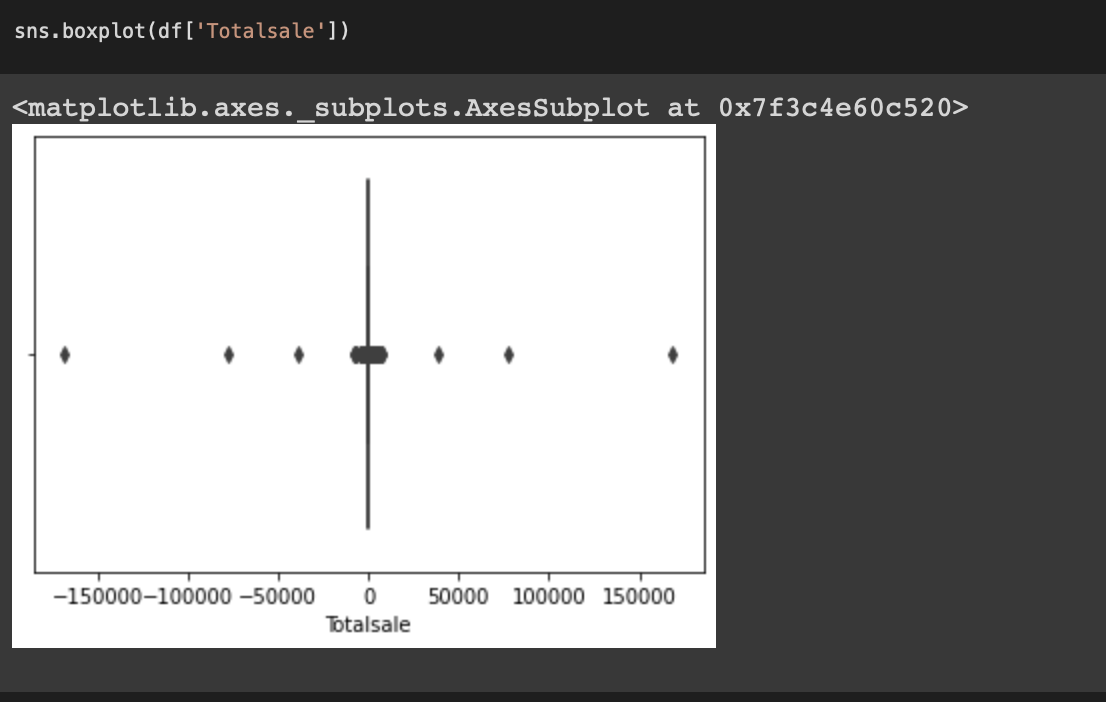 sns.boxplot(df['Totalsale'])
<matplotlib.axes._subplots.AxesSubplot at 0x7f3c4e60c520>
−150000 −100000 −50000 0 50000 100000 150000
Totalsale